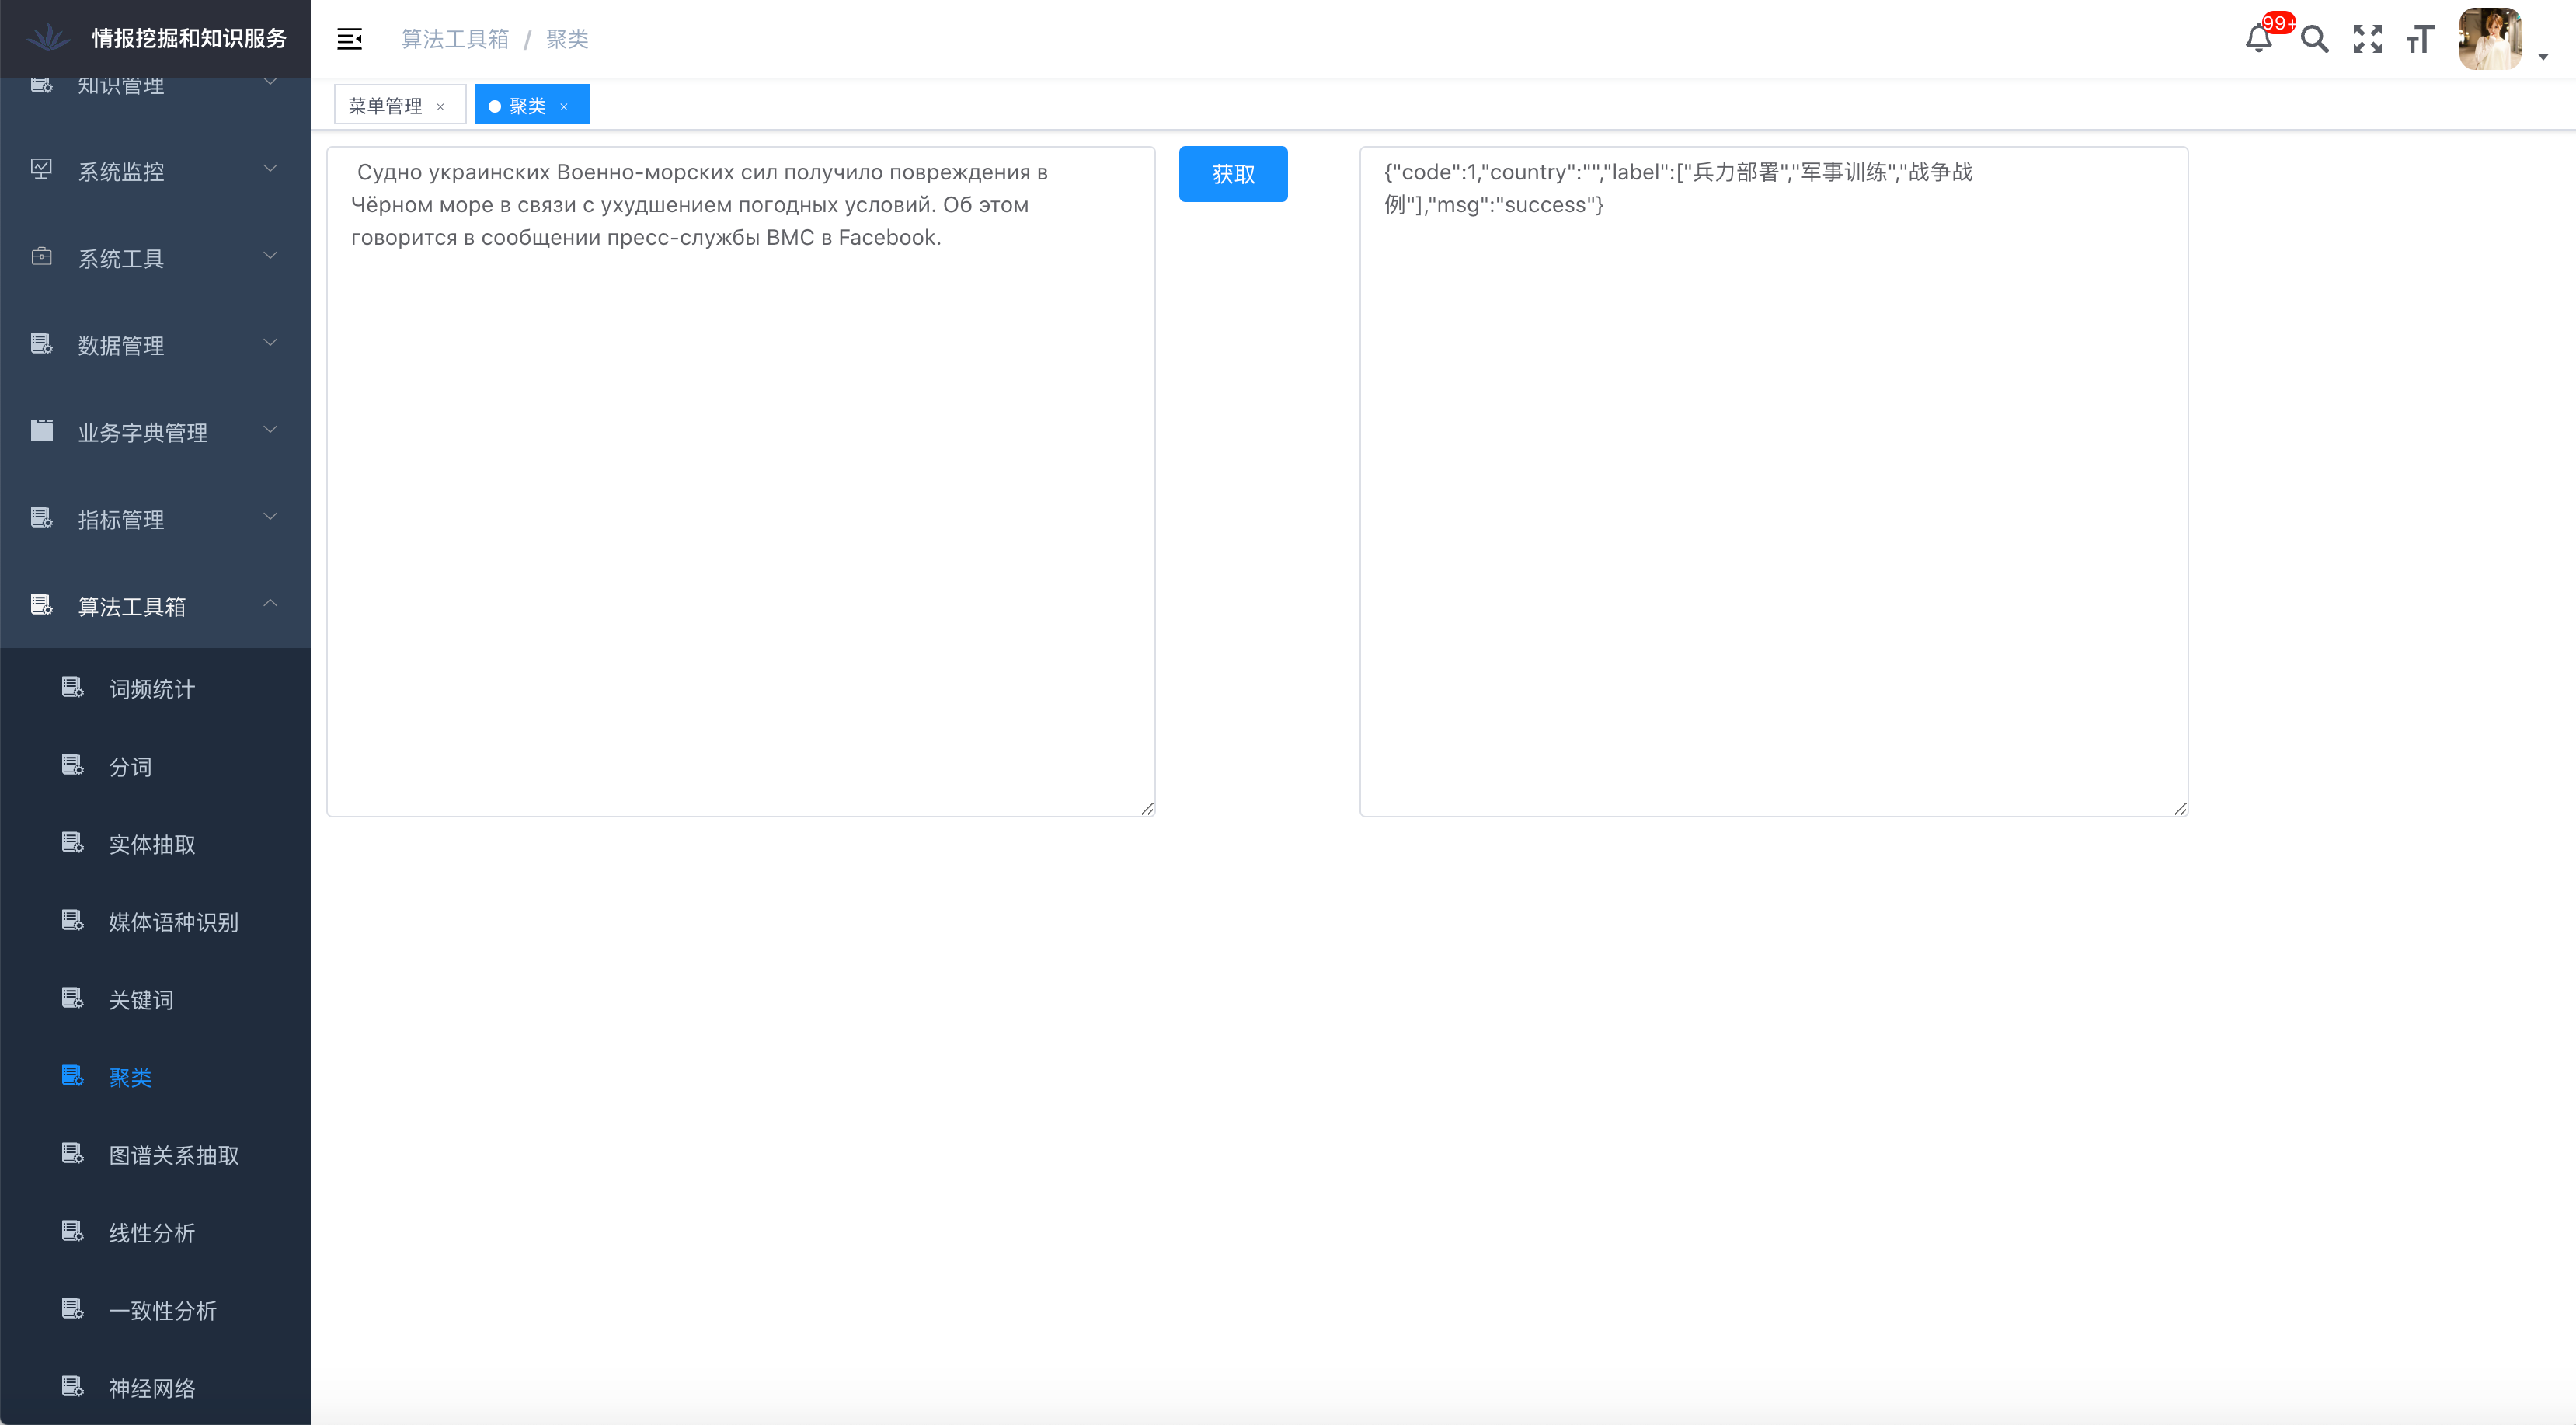 情报挖掘和知识服务
算法工具箱 / 聚类
99+
菜单管理 ×
聚类 ×
知识管理
系统监控
系统工具
数据管理
业务字典管理
指标管理
算法工具箱
词频统计
分词
实体抽取
媒体语种识别
关键词
聚类
图谱关系抽取
线性分析
一致性分析
神经网络
Судно украинских Военно-морских сил получило повреждения в
Чёрном море в связи с ухудшением погодных условий. Об этом
говорится в сообщении пресс-службы ВМС в Facebook.
获取
{"code":1,"country":"","label":["兵力部署","军事训练","战争战
例"],"msg":"success"}